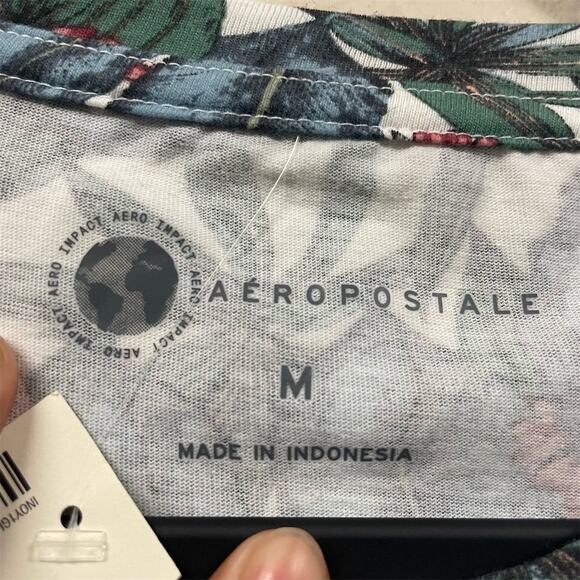 AERO IMPACT AERO IMPACT AERO IMPACT
AÉROPOSTALE
M
MADE IN INDONESIA